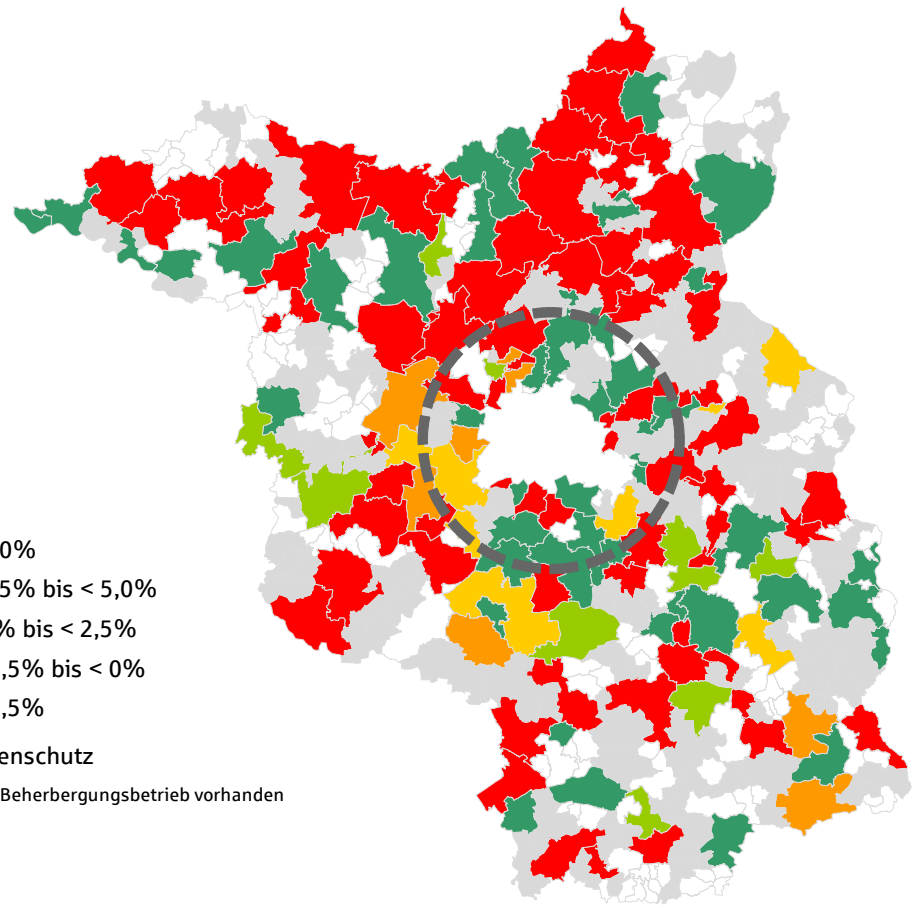 0%
5% bis < 5,0%
% bis < 2,5%
,5% bis < 0%
,5%
enschutz
Beherbergungsbetrieb vorhanden